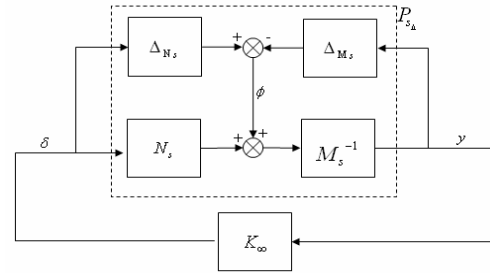 P_{s_Δ}
Δ_{N_s} + - Δ_{M_s}
ϕ
δ
N_s + + M_s^{-1}
y
K_∞